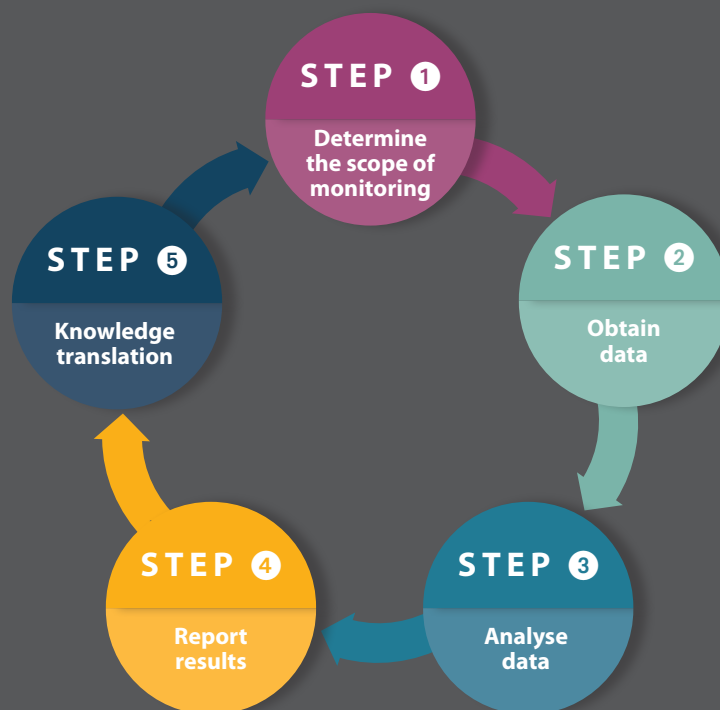 STEP 1
Determine
the scope of
monitoring
STEP 2
Obtain
data
STEP 3
Analyse
data
STEP 4
Report
results
STEP 5
Knowledge
translation